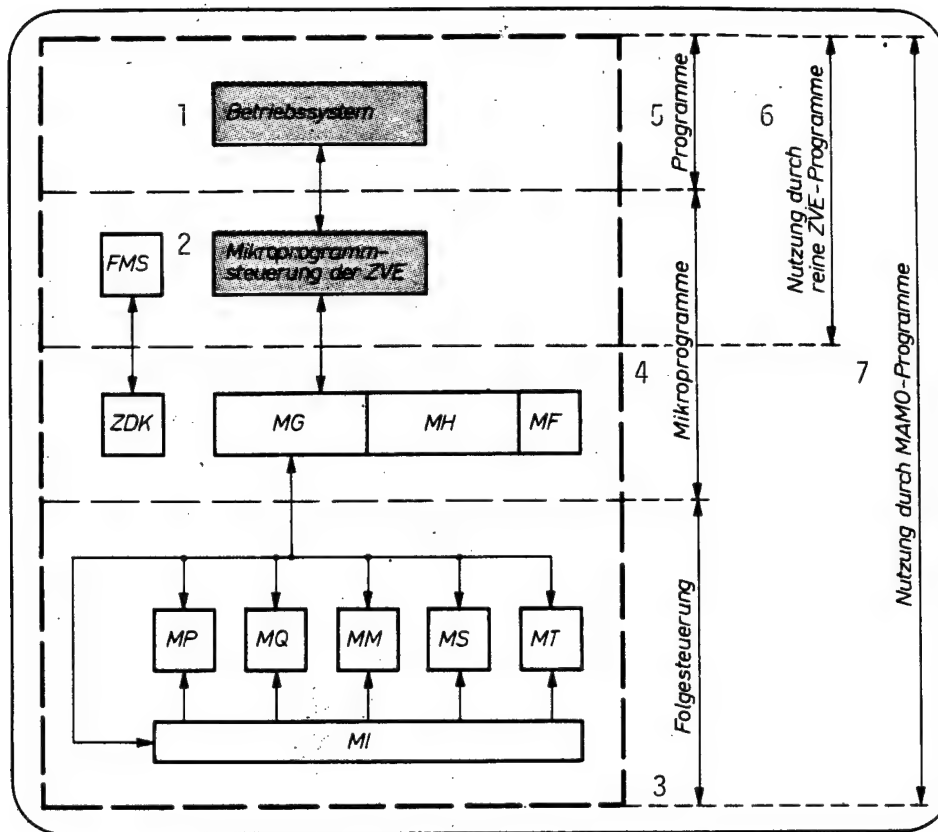 1
Betriebssystem
5
Programme
6
Nutzung durch
reine ZVE-Programme
FMS
2
Mikroprogramm-
steuerung der ZVE
4
Mikroprogramme
7
Nutzung durch MAMO-Programme
ZDK
MG
MH
MF
MP
MQ
MM
MS
MT
Folgesteuerung
MI
3